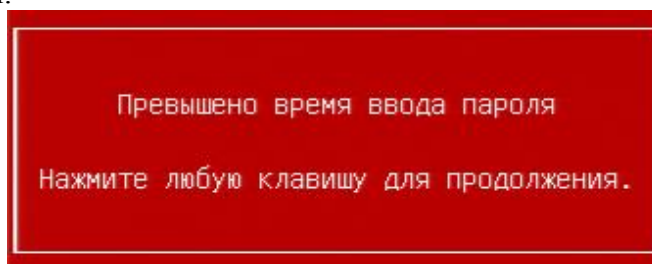 Превышено время ввода пароля
Нажмите любую клавишу для продолжения.